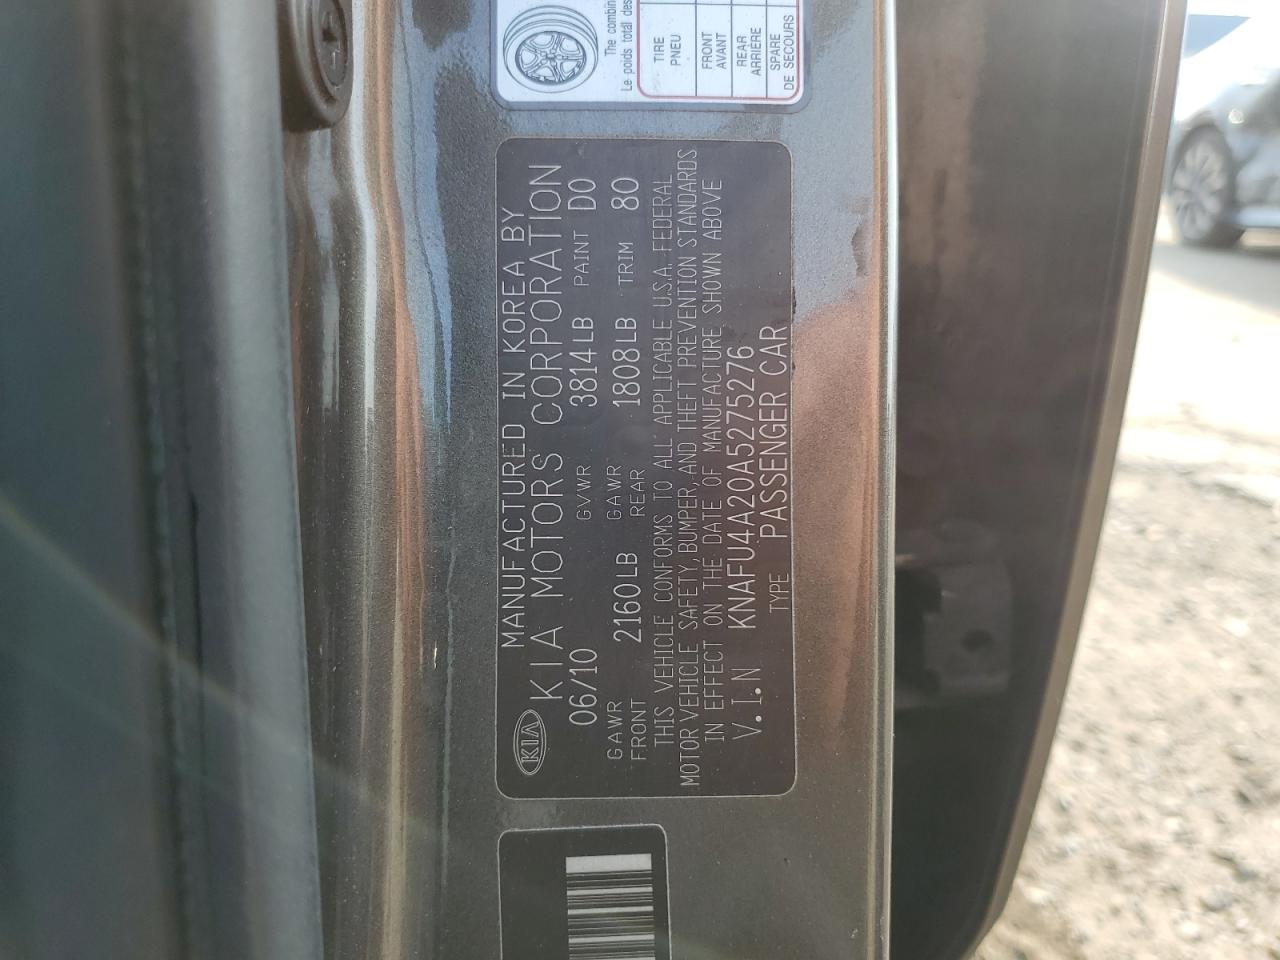 MANUFACTURED IN KOREA BY
KIA
KIA MOTORS CORPORATION
06/10 GVWR 3814LB PAINT D0
GAWR FRONT 2160LB GAWR REAR 1808LB TRIM 80
THIS VEHICLE CONFORMS TO ALL APPLICABLE U.S.A. FEDERAL
MOTOR VEHICLE SAFETY, BUMPER, AND THEFT PREVENTION STANDARDS
IN EFFECT ON THE DATE OF MANUFACTURE SHOWN ABOVE
V.I.N KNAFU4A20A5275276
TYPE PASSENGER CAR
The combin
Le poids total des
TIRE
PNEU
FRONT
AVANT
REAR
ARRIÈRE
SPARE
DE SECOURS